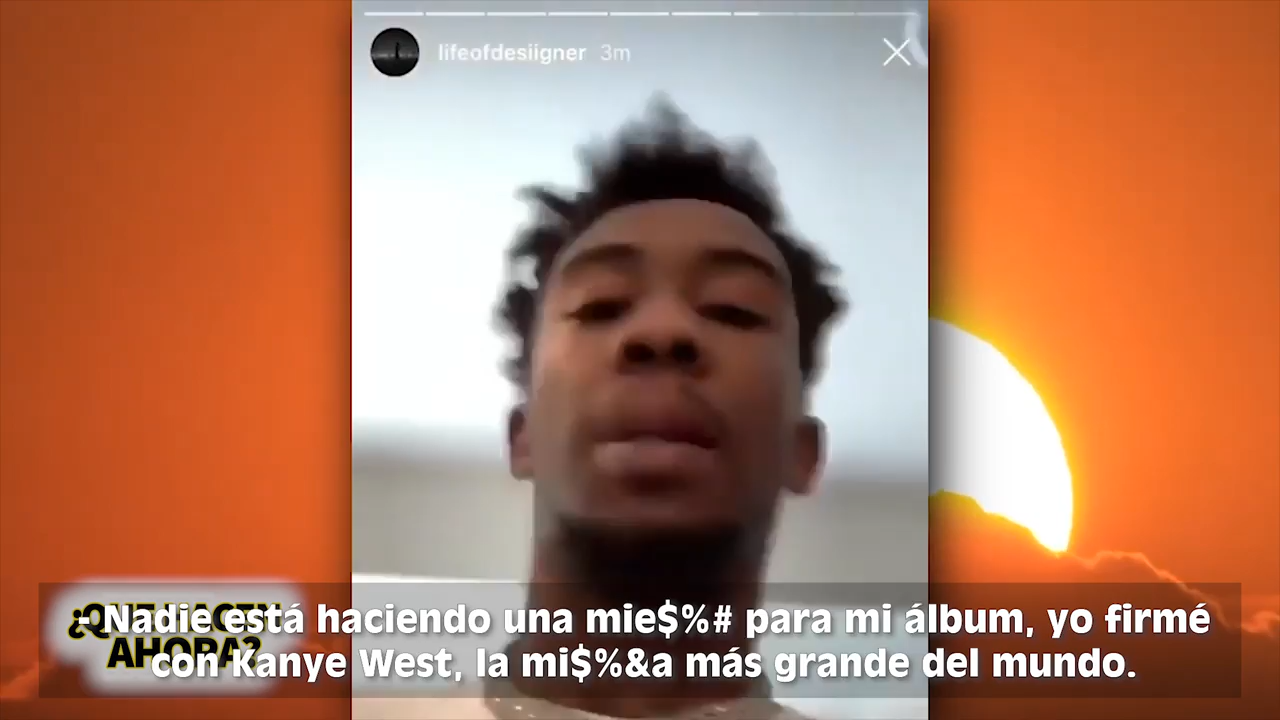 lifeofdesiigner 3m
- Nadie está haciendo una mie$%# para mi álbum, yo firmé
con Kanye West, la mi$%&a más grande del mundo.
AHORA?